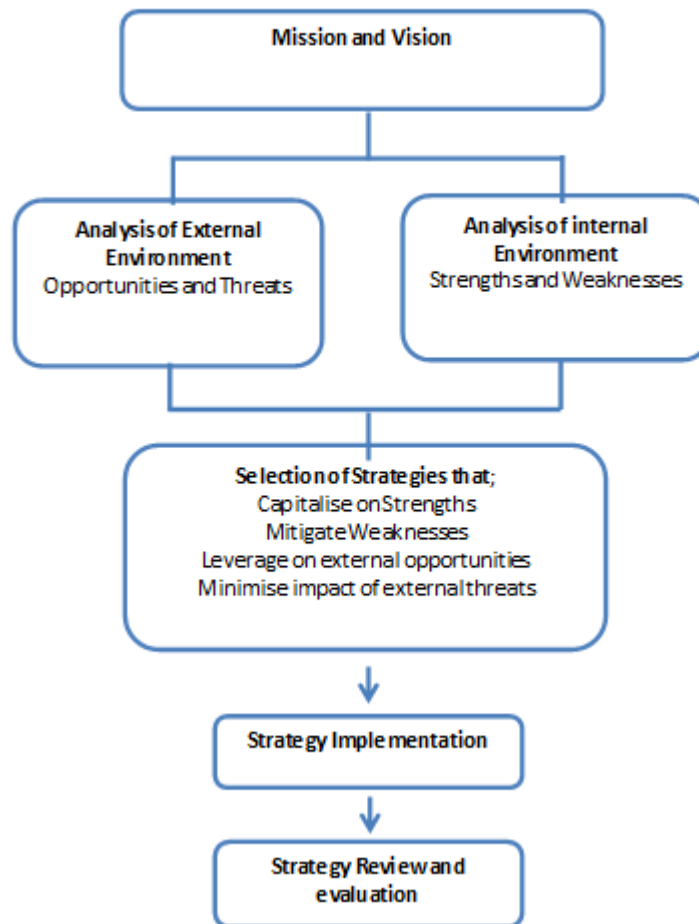 Mission and Vision
Analysis of External
Environment
Opportunities and Threats
Analysis of internal
Environment
Strengths and Weaknesses
Selection of Strategies that;
Capitalise on Strengths
Mitigate Weaknesses
Leverage on external opportunities
Minimise impact of external threats
Strategy Implementation
Strategy Review and
evaluation